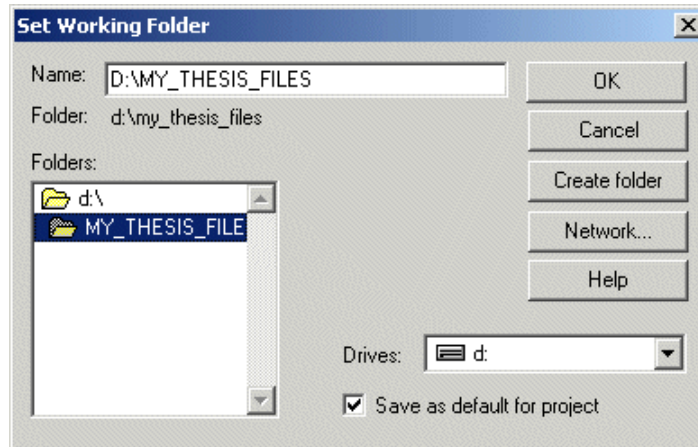 Set Working Folder
Name: D:\MY_THESIS_FILES
OK
Folder: d:\my_thesis_files
Cancel
Folders:
Create folder
d:\
MY_THESIS_FILE
Network...
Help
Drives: d:
Save as default for project